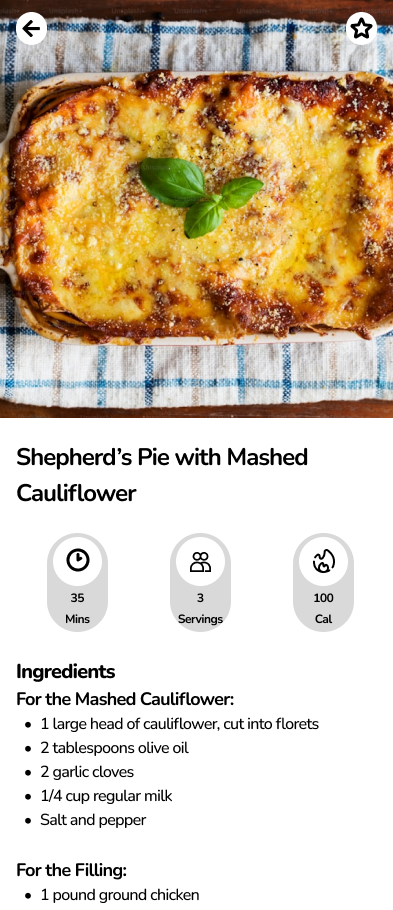 Shepherd’s Pie with Mashed
Cauliflower
35
Mins
3
Servings
100
Cal
Ingredients
For the Mashed Cauliflower:
• 1 large head of cauliflower, cut into florets
• 2 tablespoons olive oil
• 2 garlic cloves
• 1/4 cup regular milk
• Salt and pepper
For the Filling:
• 1 pound ground chicken